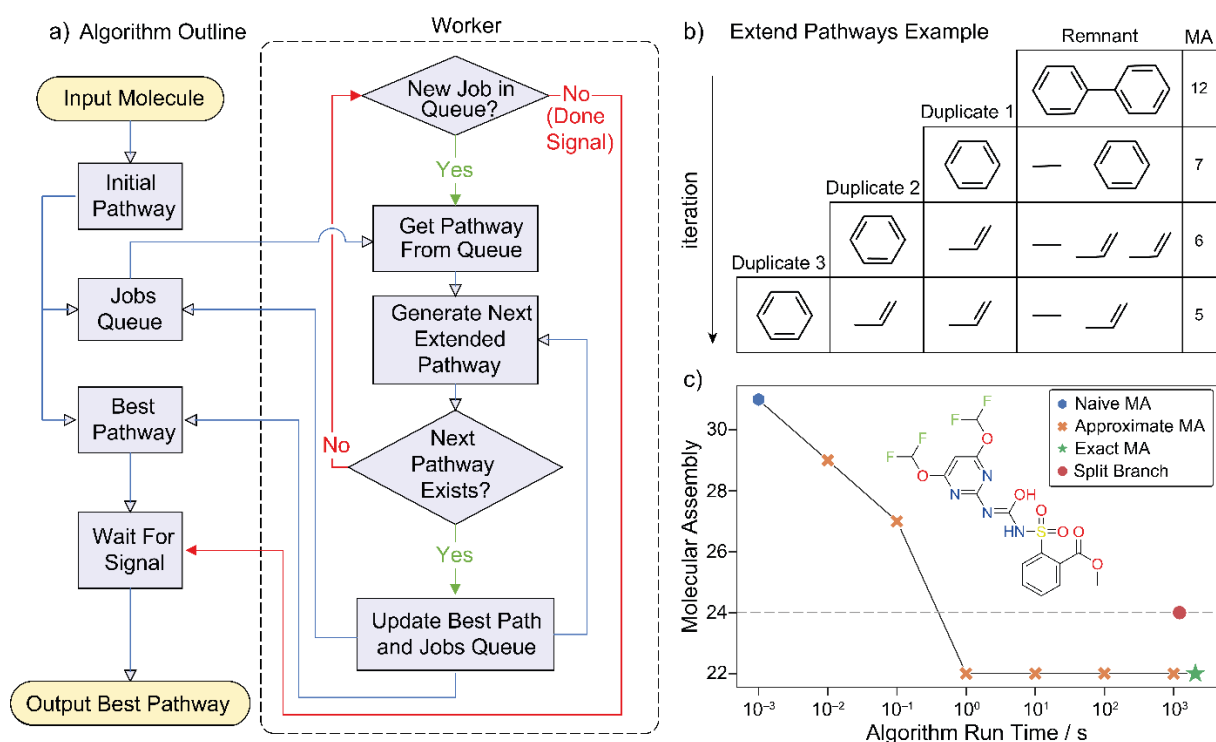 a) Algorithm Outline
Input Molecule
Initial
Pathway
Jobs
Queue
Best
Pathway
Wait For
Signal
Output Best Pathway
Worker
New Job in
Queue?
No
(Done
Signal)
Yes
Get Pathway
From Queue
Generate Next
Extended
Pathway
No
Next
Pathway
Exists?
Yes
Update Best Path
and Jobs Queue
b) Extend Pathways Example
Remnant
MA
iteration
12
Duplicate 1
7
Duplicate 2
6
Duplicate 3
5
c)
Molecular Assembly
30
28
26
24
22
10⁻³
10⁻²
10⁻¹
10⁰
10¹
10²
10³
Algorithm Run Time / s
Naive MA
Approximate MA
Exact MA
Split Branch
F
F
O
F
F
O
N
N
N
OH
HN
S
O
O
O
O